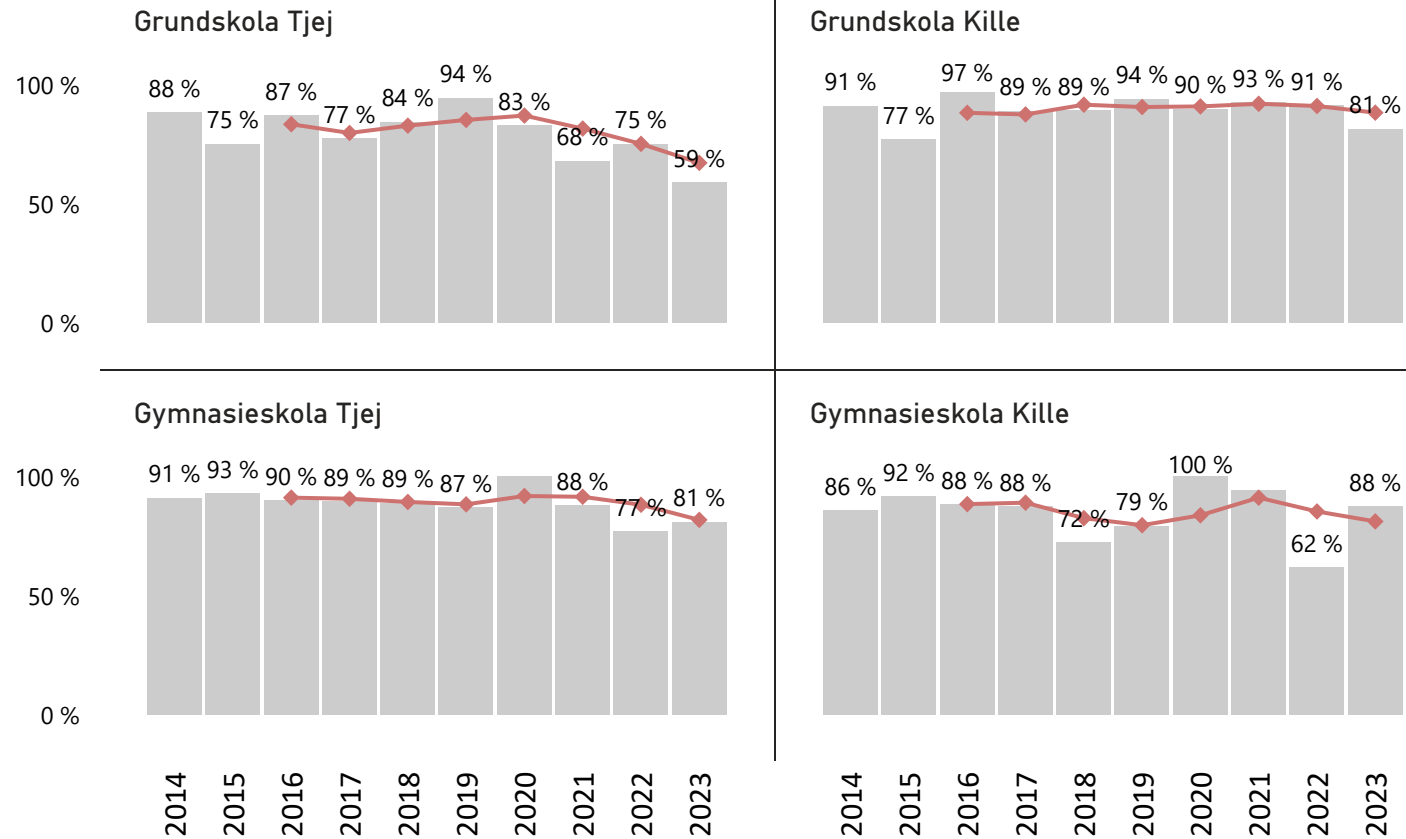 Grundskola Tjej
100 %
50 %
0 %
88 % 75 % 87 % 77 % 84 % 94 % 83 % 68 % 75 % 59 %
Grundskola Kille
91 % 77 % 97 % 89 % 89 % 94 % 90 % 93 % 91 % 81 %
Gymnasieskola Tjej
100 %
50 %
0 %
91 % 93 % 90 % 89 % 89 % 87 % 88 % 77 % 81 %
2014 2015 2016 2017 2018 2019 2020 2021 2022 2023
Gymnasieskola Kille
86 % 92 % 88 % 88 % 72 % 79 % 100 % 62 % 88 %
2014 2015 2016 2017 2018 2019 2020 2021 2022 2023